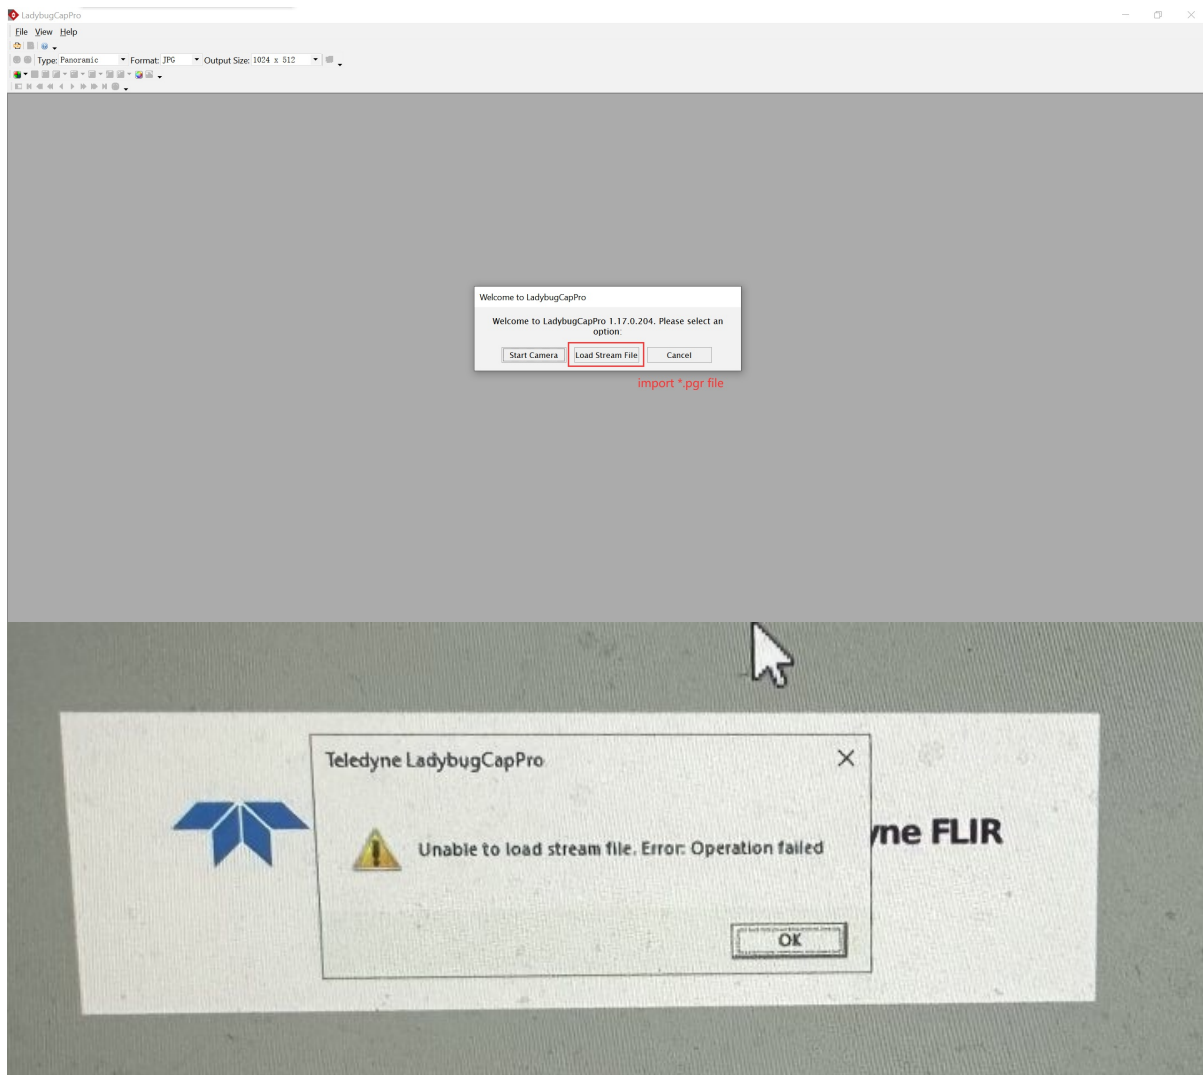 LadybugCapPro
File View Help
Type: Panoramic Format: JPG Output Size: 1024 x 512
Welcome to LadybugCapPro
Welcome to LadybugCapPro 1.17.0.204. Please select an
option:
Start Camera Load Stream File Cancel
import *.pgr file
Teledyne LadybugCapPro
Unable to load stream file. Error: Operation failed
yne FLIR
OK